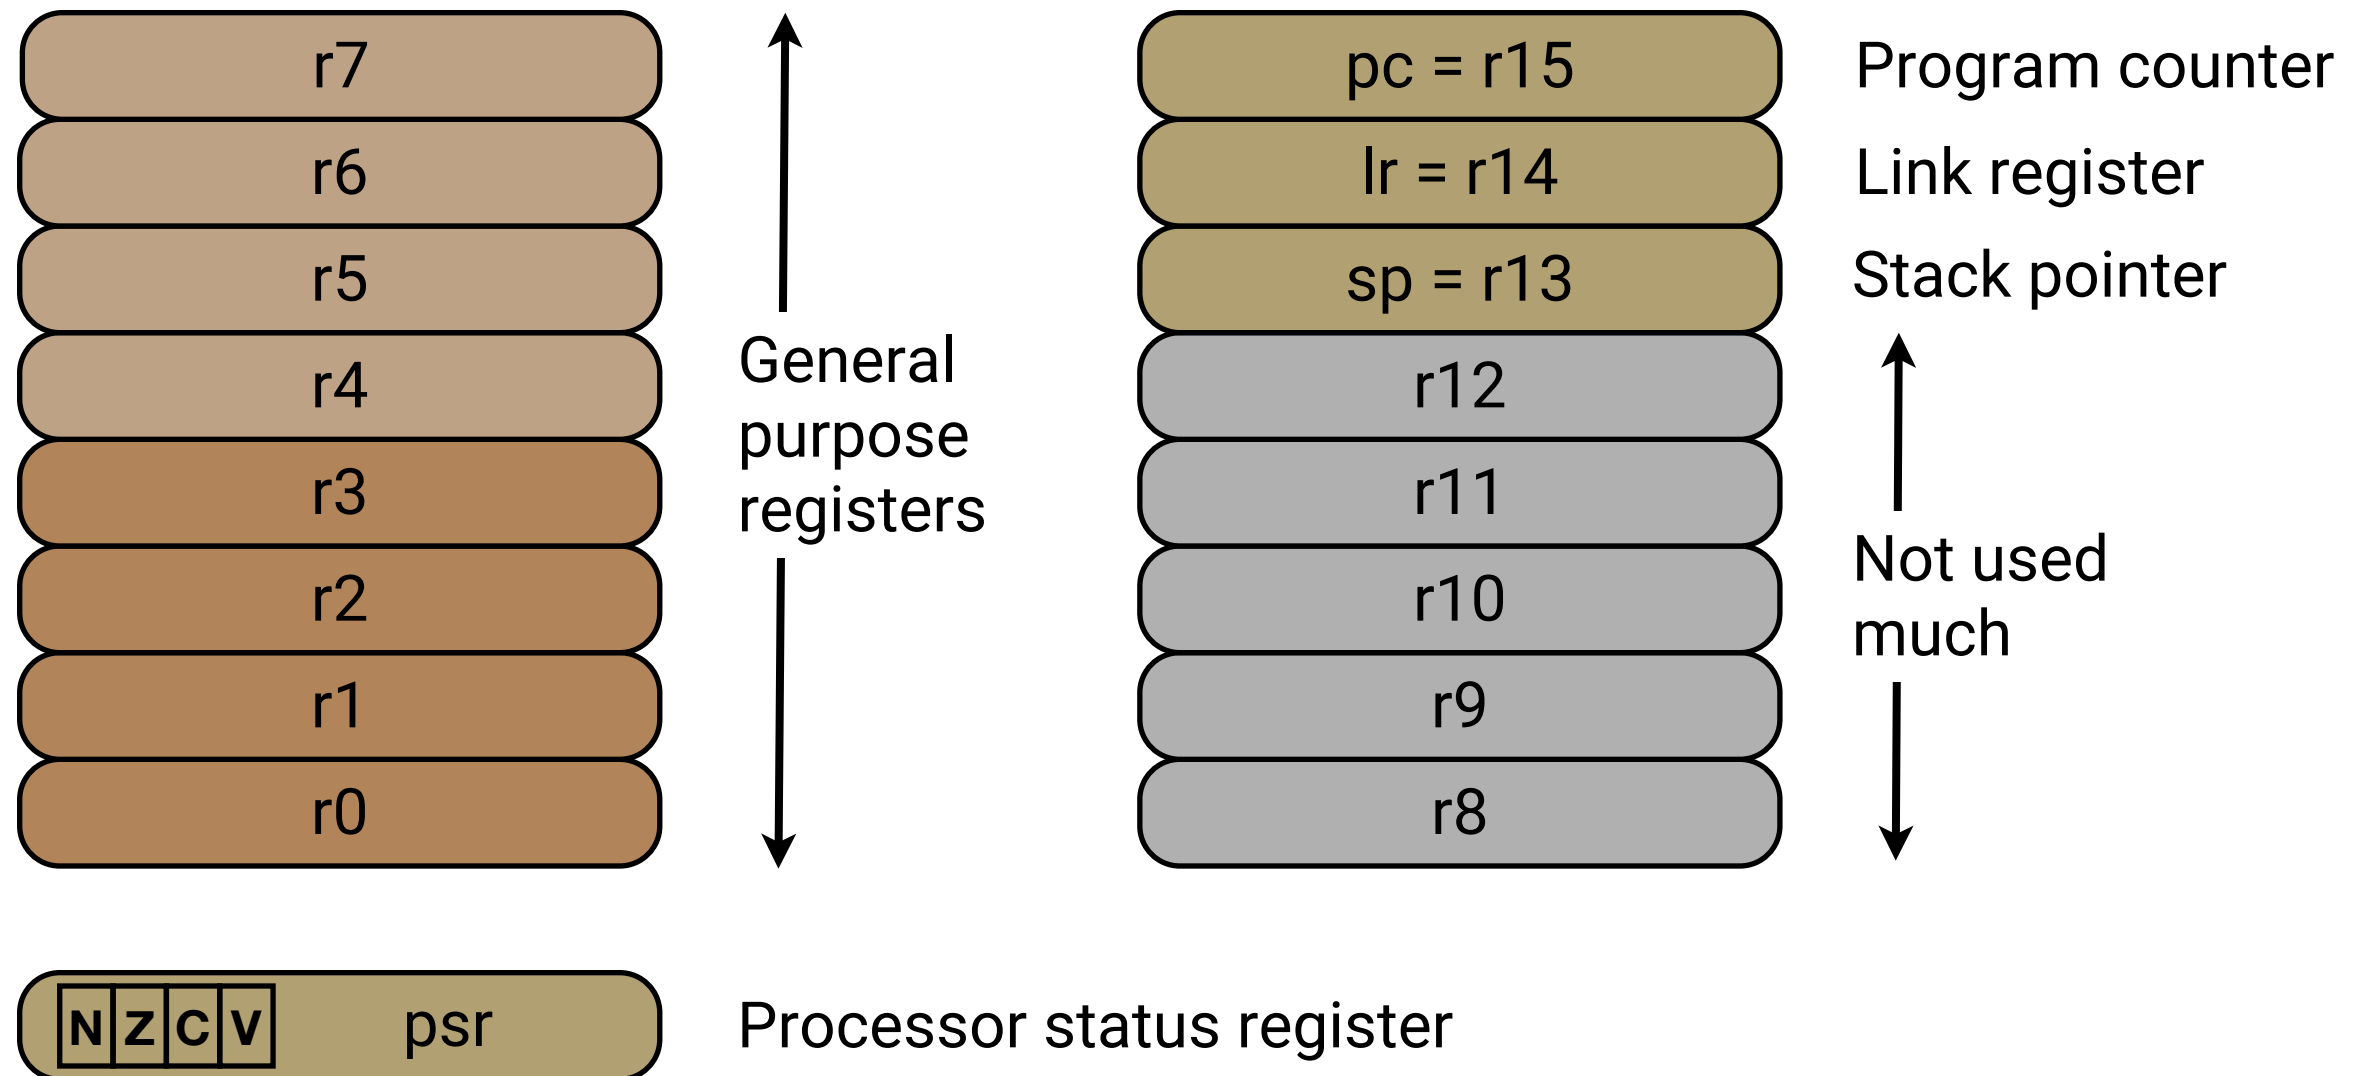 r7
r6
r5
r4
r3
r2
r1
r0
General
purpose
registers
pc = r15
lr = r14
sp = r13
r12
r11
r10
r9
r8
Program counter
Link register
Stack pointer
Not used
much
N Z C V psr
Processor status register